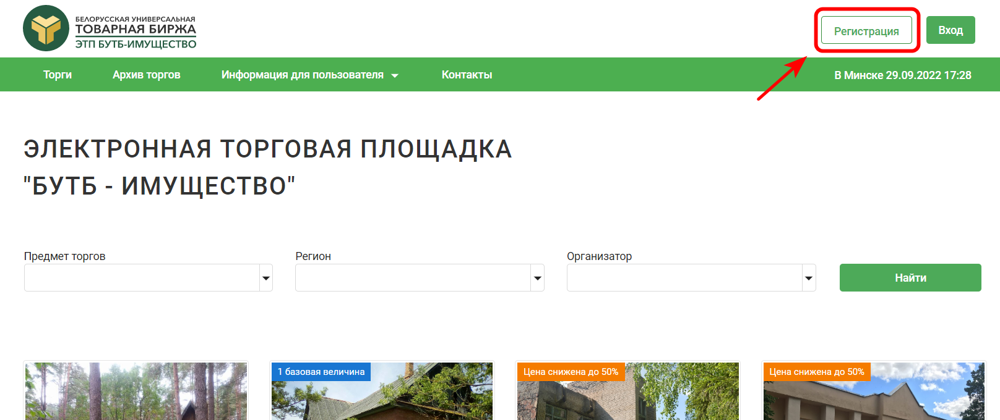 БЕЛОРУССКАЯ УНИВЕРСАЛЬНАЯ
ТОВАРНАЯ БИРЖА
ЭТП БУТБ-ИМУЩЕСТВО
Регистрация
Вход
Торги
Архив торгов
Информация для пользователя
Контакты
В Минске 29.09.2022 17:28
ЭЛЕКТРОННАЯ ТОРГОВАЯ ПЛОЩАДКА
"БУТБ - ИМУЩЕСТВО"
Предмет торгов
Регион
Организатор
Найти
1 базовая величина
Цена снижена до 50%
Цена снижена до 50%